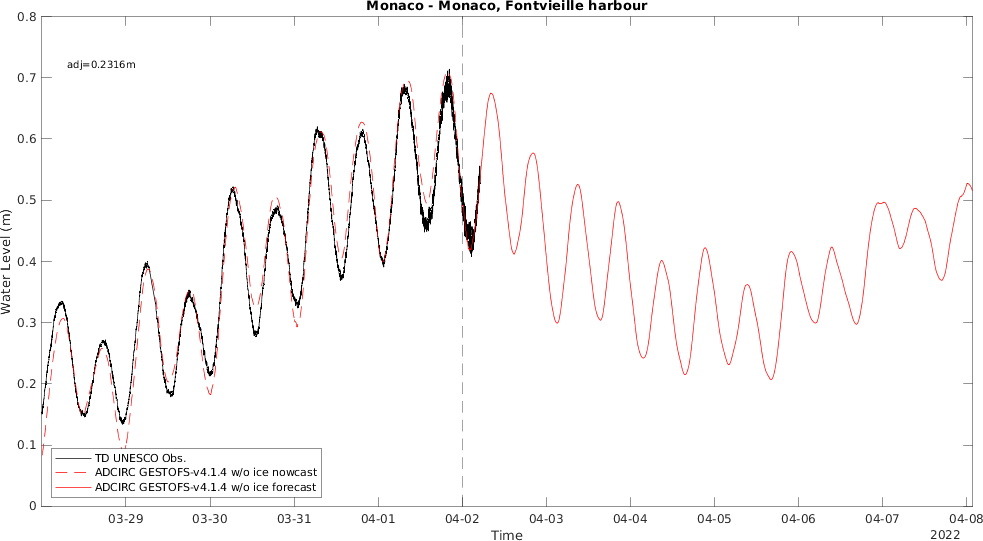 Monaco - Monaco, Fontvieille harbour
adj=0.2316m
Water Level (m)
0.8
0.7
0.6
0.5
0.4
0.3
0.2
0.1
0
TD UNESCO Obs.
ADCIRC GESTOFS-v4.1.4 w/o ice nowcast
ADCIRC GESTOFS-v4.1.4 w/o ice forecast
03-29 03-30 03-31 04-01 04-02 04-03 04-04 04-05 04-06 04-07 04-08
Time
2022